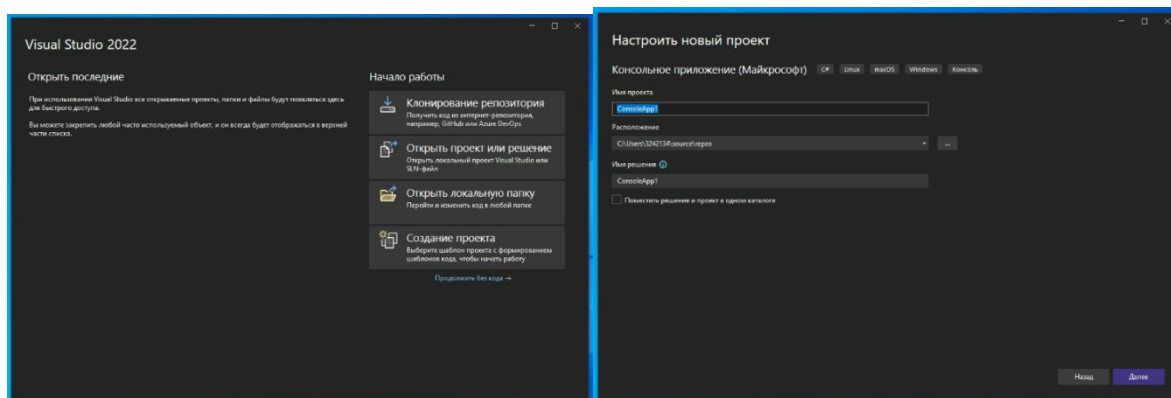 Visual Studio 2022
Открыть последние
При использовании Visual Studio все открываемые проекты, папки и файлы будут появляться здесь
для быстрого доступа.
Вы можете закрепить любой часто используемый объект, и он всегда будет отображаться в верхней
части списка.
Начало работы
Клонирование репозитория
Получить код из интернет-репозитория,
например, GitHub или Azure DevOps
Открыть проект или решение
Открыть локальный проект Visual Studio или
SLN-файл
Открыть локальную папку
Перейти и изменить код в любой папке
Создание проекта
Выберите шаблон проекта с формированием
шаблонов кода, чтобы начать работу
Продолжить без кода →
Настроить новый проект
Консольное приложение (Майкрософт) C# Linux macOS Windows Консоль
Имя проекта
ConsoleApp1
Расположение
C:\Users\3242134\source\repos
...
Имя решения
ConsoleApp1
Поместить решение и проект в одном каталоге
Назад Далее